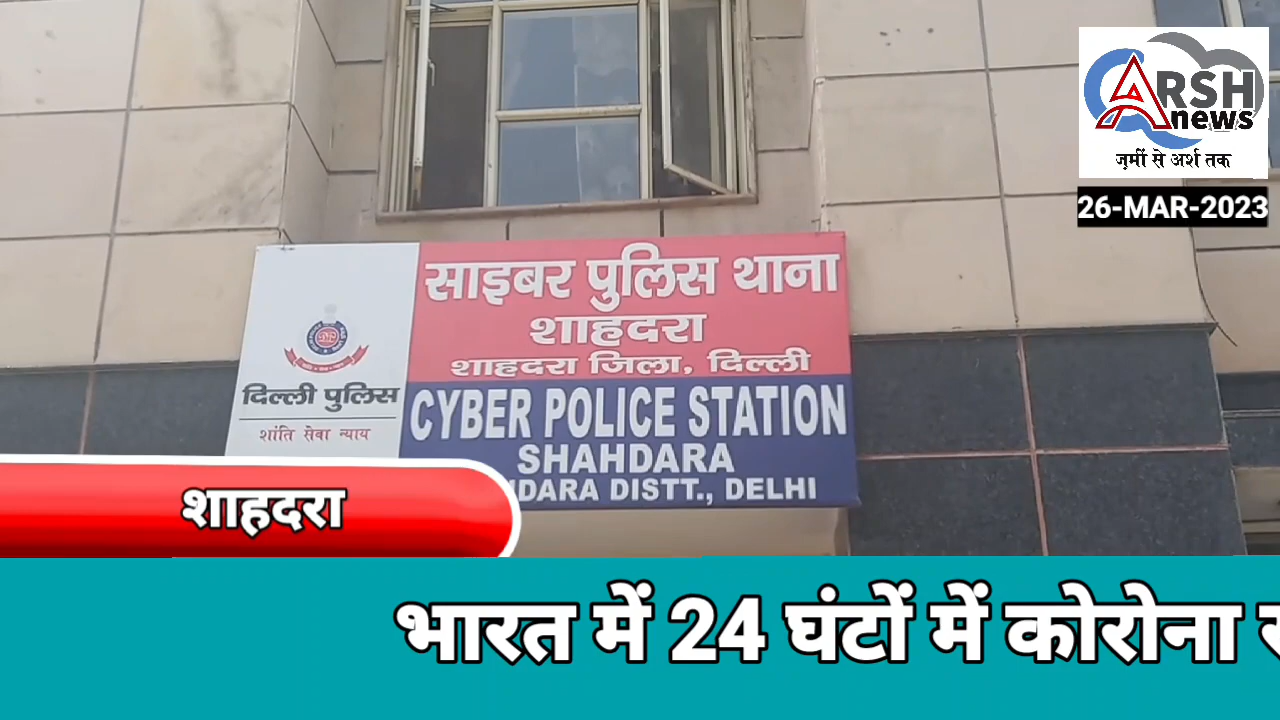 ARSH
news
ज़मीं से अर्श तक
26-MAR-2023
साइबर पुलिस थाना
शाहदरा
शाहदरा जिला, दिल्ली
दिल्ली पुलिस
शांति सेवा न्याय
CYBER POLICE STATION
SHAHDARA
DISTT., DELHI
शाहदरा
भारत में 24 घंटों में कोरोना